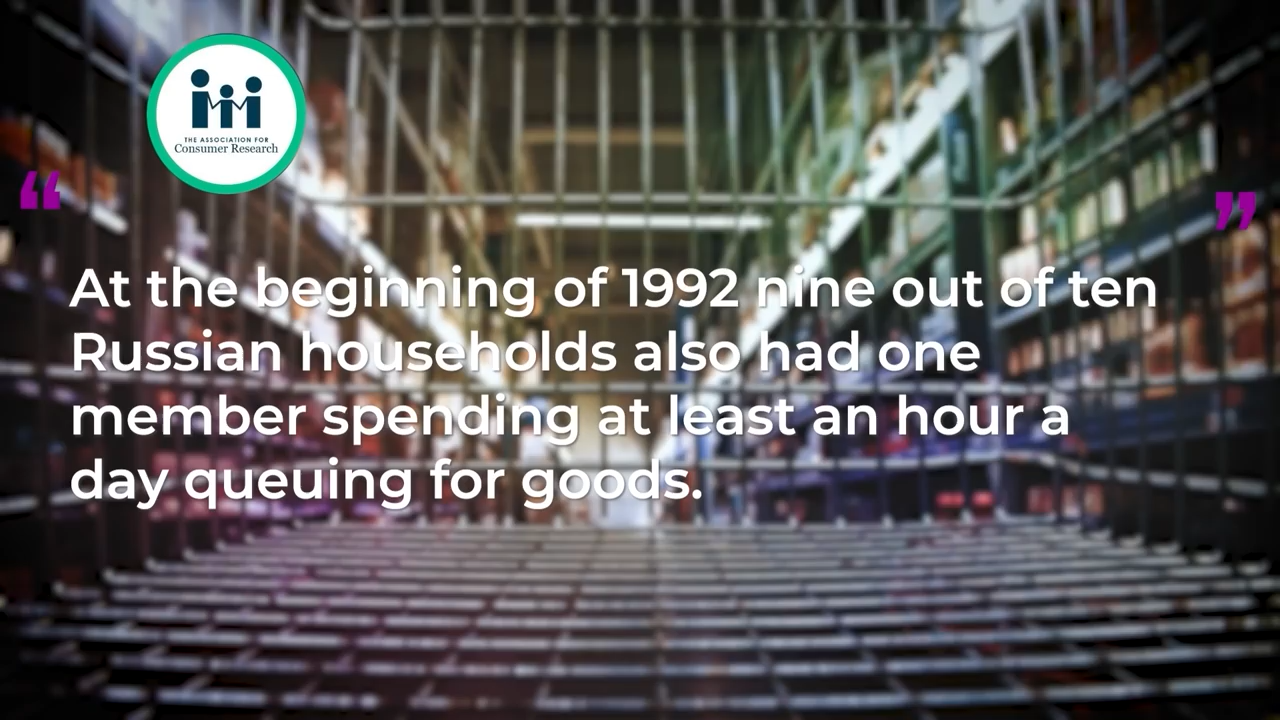 THE ASSOCIATION FOR
Consumer Research
“ ”
At the beginning of 1992 nine out of ten
Russian households also had one
member spending at least an hour a
day queuing for goods.